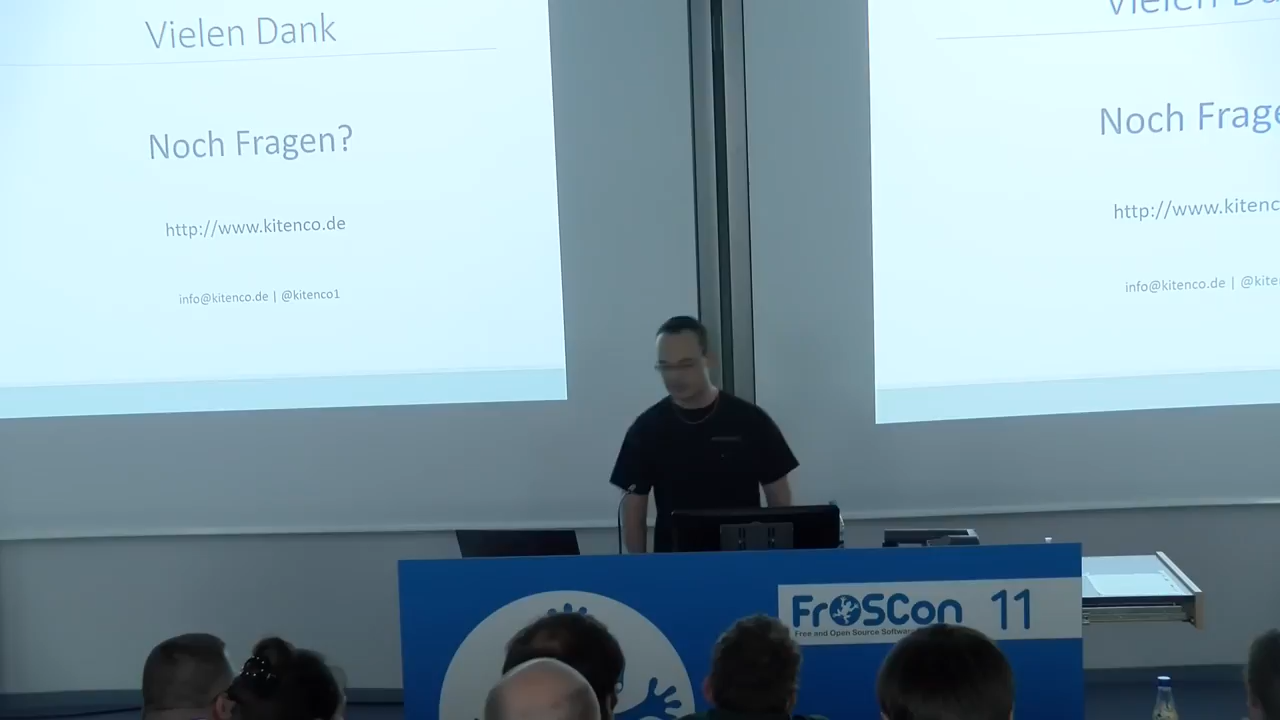 Vielen Dank
Noch Fragen?
http://www.kitenco.de
info@kitenco.de | @kitenco1
Vielen
Noch Frage
http://www.kitenc
info@kitenco.de | @kite
FrOSCon 11
Free and Open Source Software